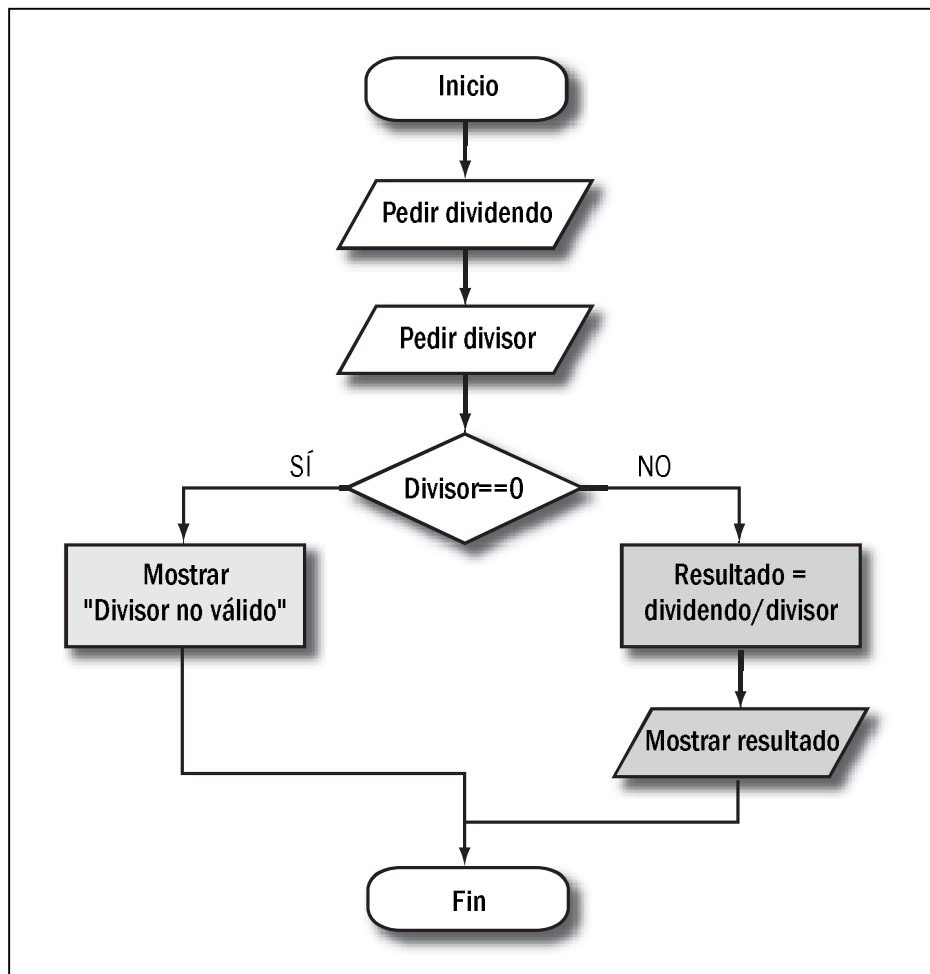 Inicio
Pedir dividendo
Pedir divisor
Divisor==0
SÍ
NO
Mostrar
"Divisor no válido"
Resultado =
dividendo/divisor
Mostrar resultado
Fin